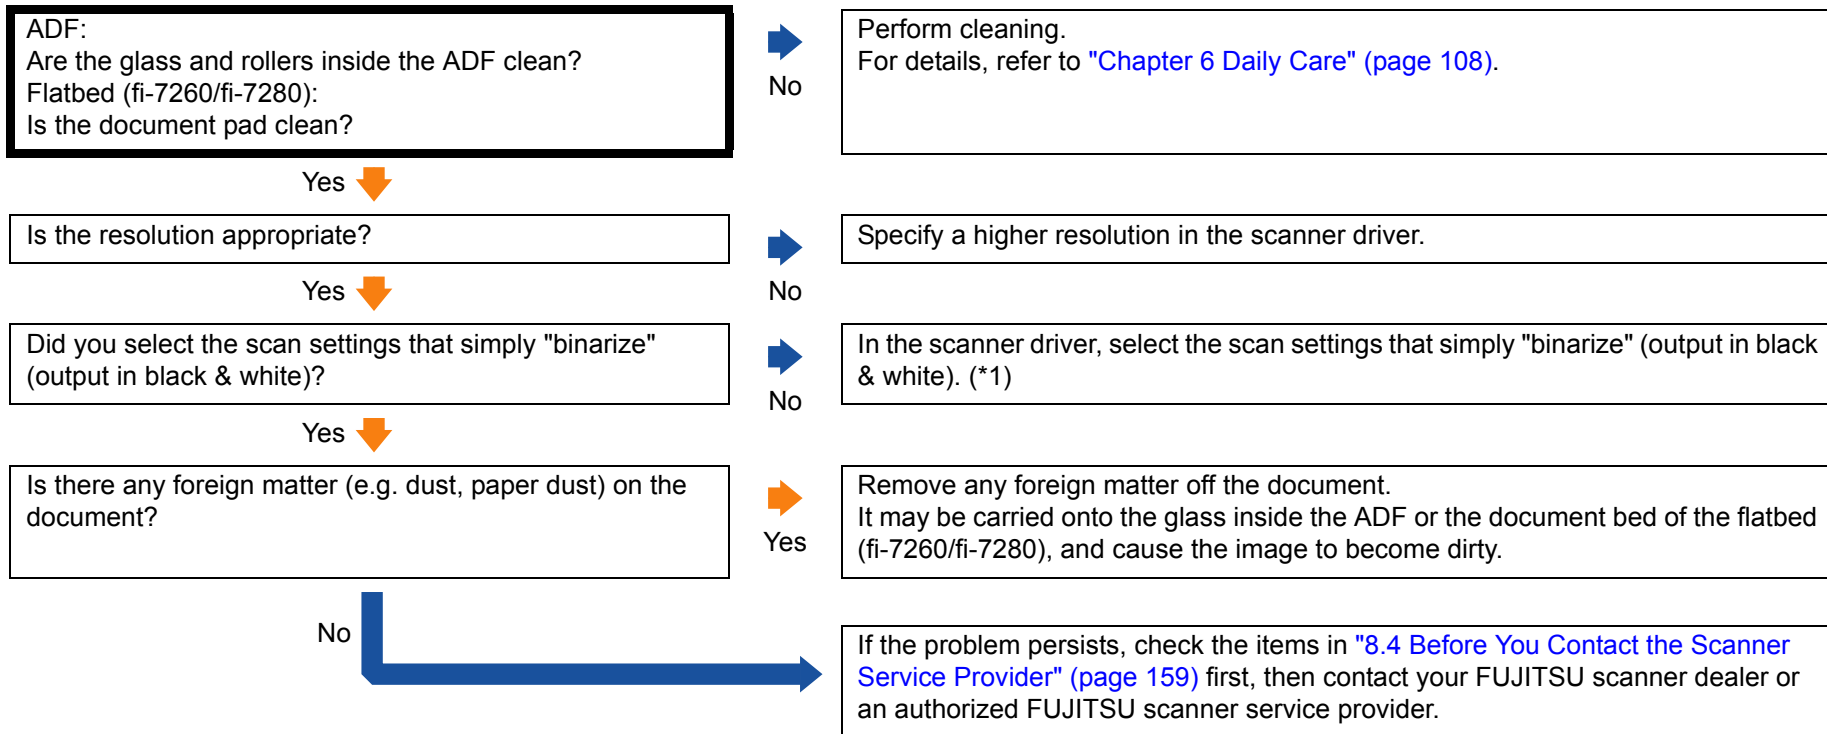 ADF:
Are the glass and rollers inside the ADF clean?
Flatbed (fi-7260/fi-7280):
Is the document pad clean?
No
Perform cleaning.
For details, refer to "Chapter 6 Daily Care" (page 108).
Yes
Is the resolution appropriate?
No
Specify a higher resolution in the scanner driver.
Yes
Did you select the scan settings that simply "binarize"
(output in black & white)?
No
In the scanner driver, select the scan settings that simply "binarize" (output in black
& white). (*1)
Yes
Is there any foreign matter (e.g. dust, paper dust) on the
document?
Yes
Remove any foreign matter off the document.
It may be carried onto the glass inside the ADF or the document bed of the flatbed
(fi-7260/fi-7280), and cause the image to become dirty.
No
If the problem persists, check the items in "8.4 Before You Contact the Scanner
Service Provider" (page 159) first, then contact your FUJITSU scanner dealer or
an authorized FUJITSU scanner service provider.